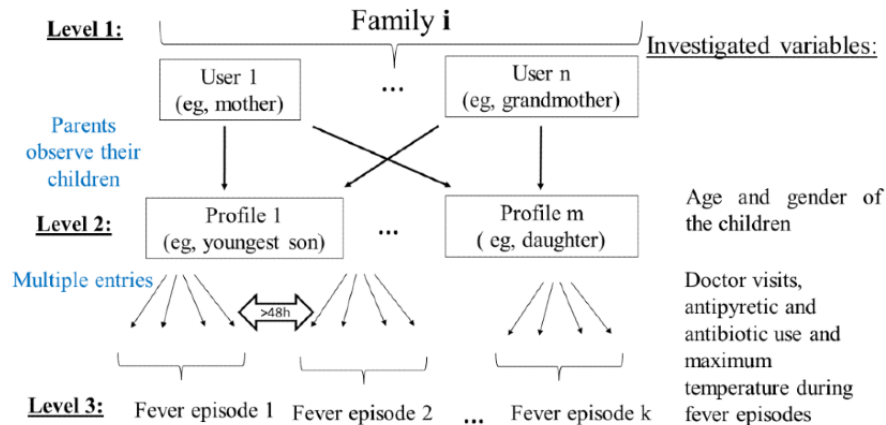 Level 1:
Family i
Investigated variables:
User 1
(eg, mother)
...
User n
(eg, grandmother)
Parents
observe their
children
Level 2:
Profile 1
(eg, youngest son)
...
Profile m
( eg, daughter)
Age and gender of
the children
Multiple entries
>48h
Doctor visits,
antipyretic and
antibiotic use and
maximum
temperature during
fever episodes
Level 3:
Fever episode 1
Fever episode 2
...
Fever episode k